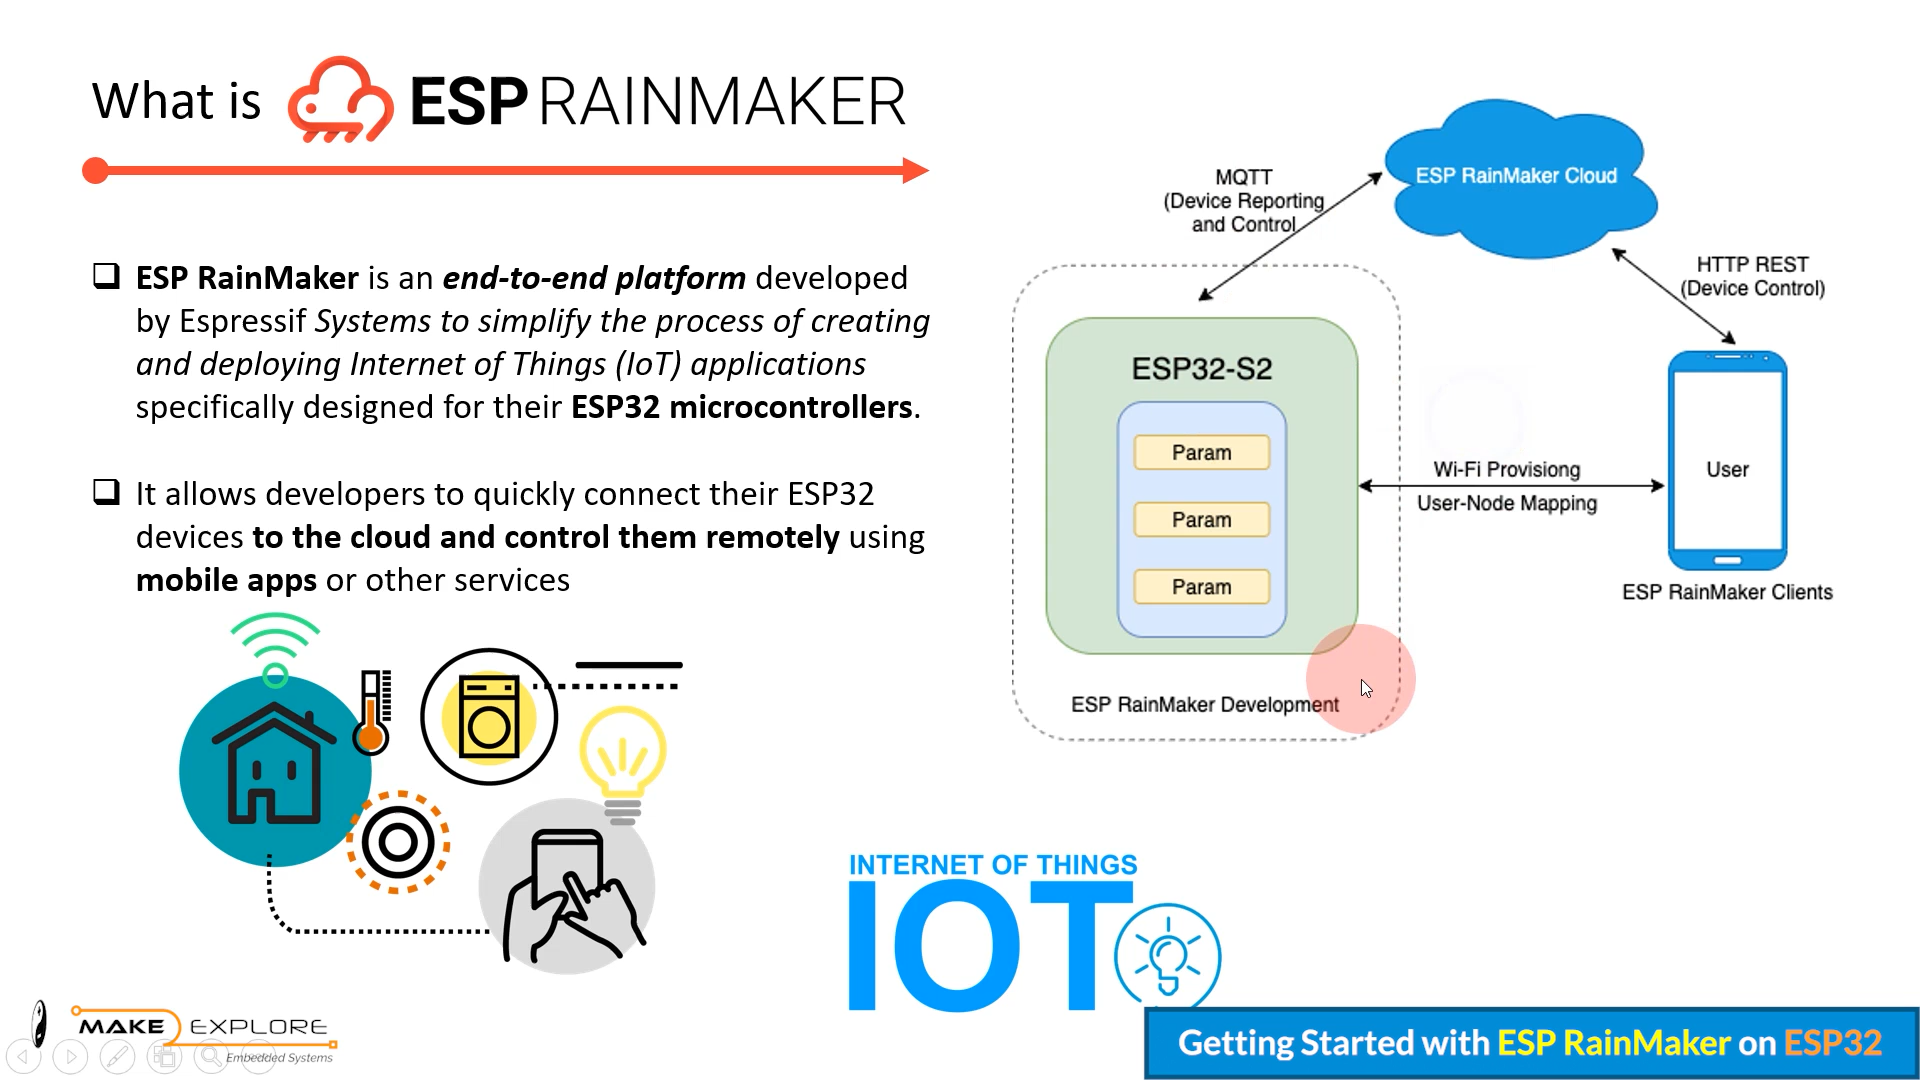 What is ESP RAINMAKER
ESP RainMaker is an end-to-end platform developed
by Espressif Systems to simplify the process of creating
and deploying Internet of Things (IoT) applications
specifically designed for their ESP32 microcontrollers.
It allows developers to quickly connect their ESP32
devices to the cloud and control them remotely using
mobile apps or other services
ESP RainMaker Cloud
MQTT
(Device Reporting
and Control
HTTP REST
(Device Control)
ESP32-S2
Param
Param
Param
Wi-Fi Provisiong
User-Node Mapping
User
ESP RainMaker Clients
ESP RainMaker Development
INTERNET OF THINGS
IOT
MAKE EXPLORE
Embedded Systems
Getting Started with ESP RainMaker on ESP32